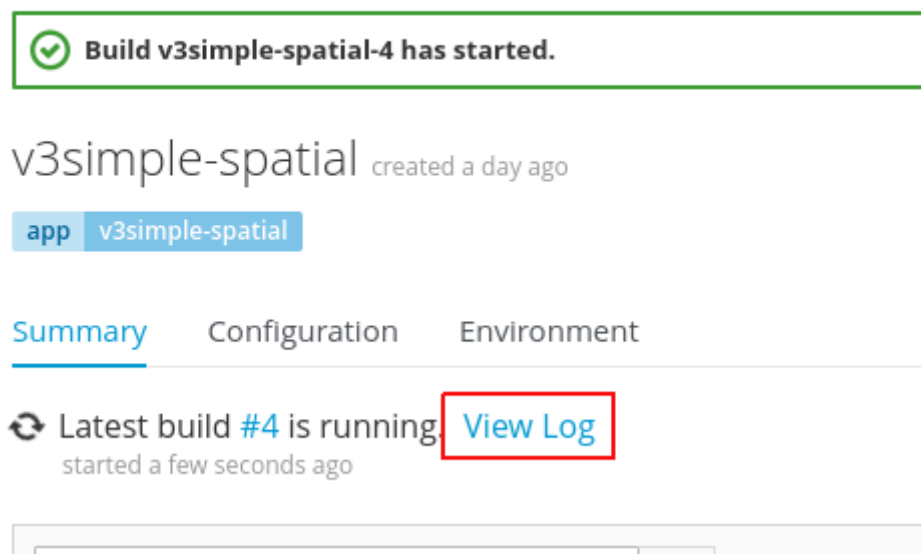 Build v3simple-spatial-4 has started.
v3simple-spatial created a day ago
app v3simple-spatial
Summary Configuration Environment
Latest build #4 is running. View Log
started a few seconds ago